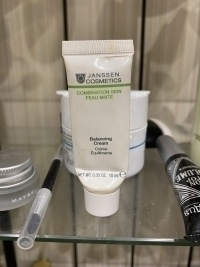 JANSSEN
COSMETICS
COMBINATION SKIN
PEAU MIXTE
Balancing
Cream
Crème
Équilibrante
NET WT. 0.35 OZ. 10 ml e